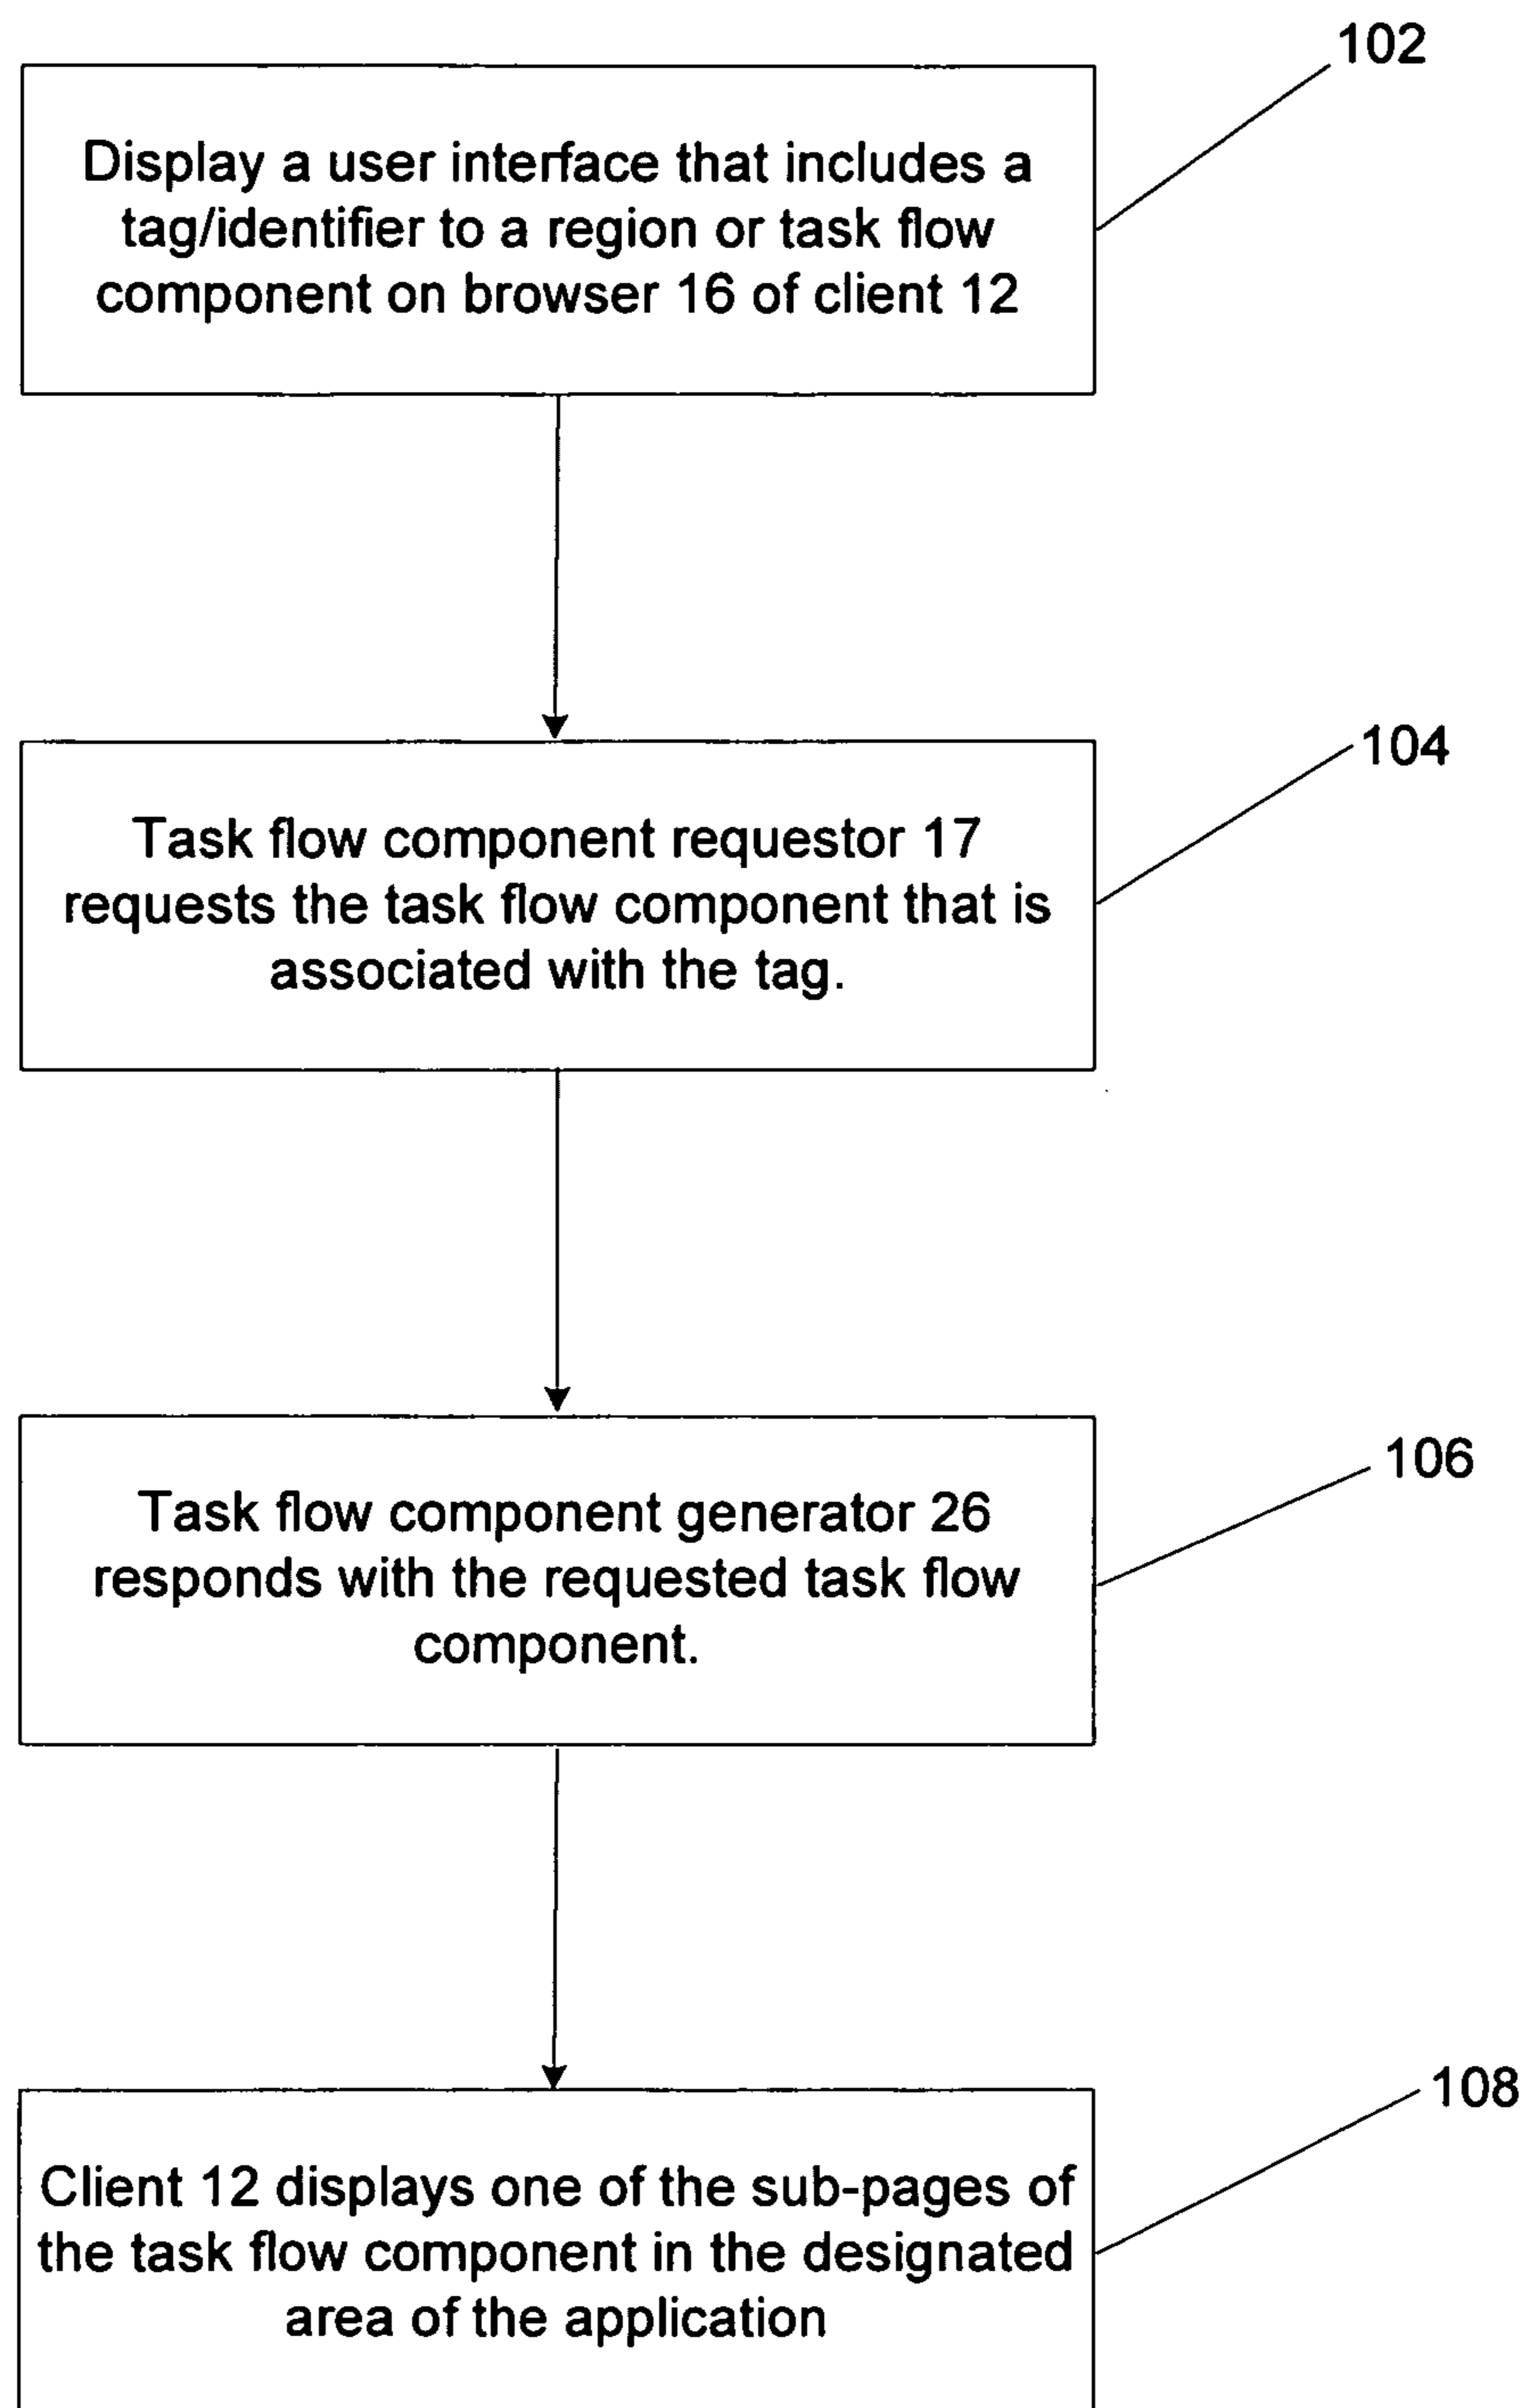 102
Display a user interface that includes a
tag/identifier to a region or task flow
component on browser 16 of client 12
104
Task flow component requestor 17
requests the task flow component that is
associated with the tag.
106
Task flow component generator 26
responds with the requested task flow
component.
108
Client 12 displays one of the sub-pages of
the task flow component in the designated
area of the application